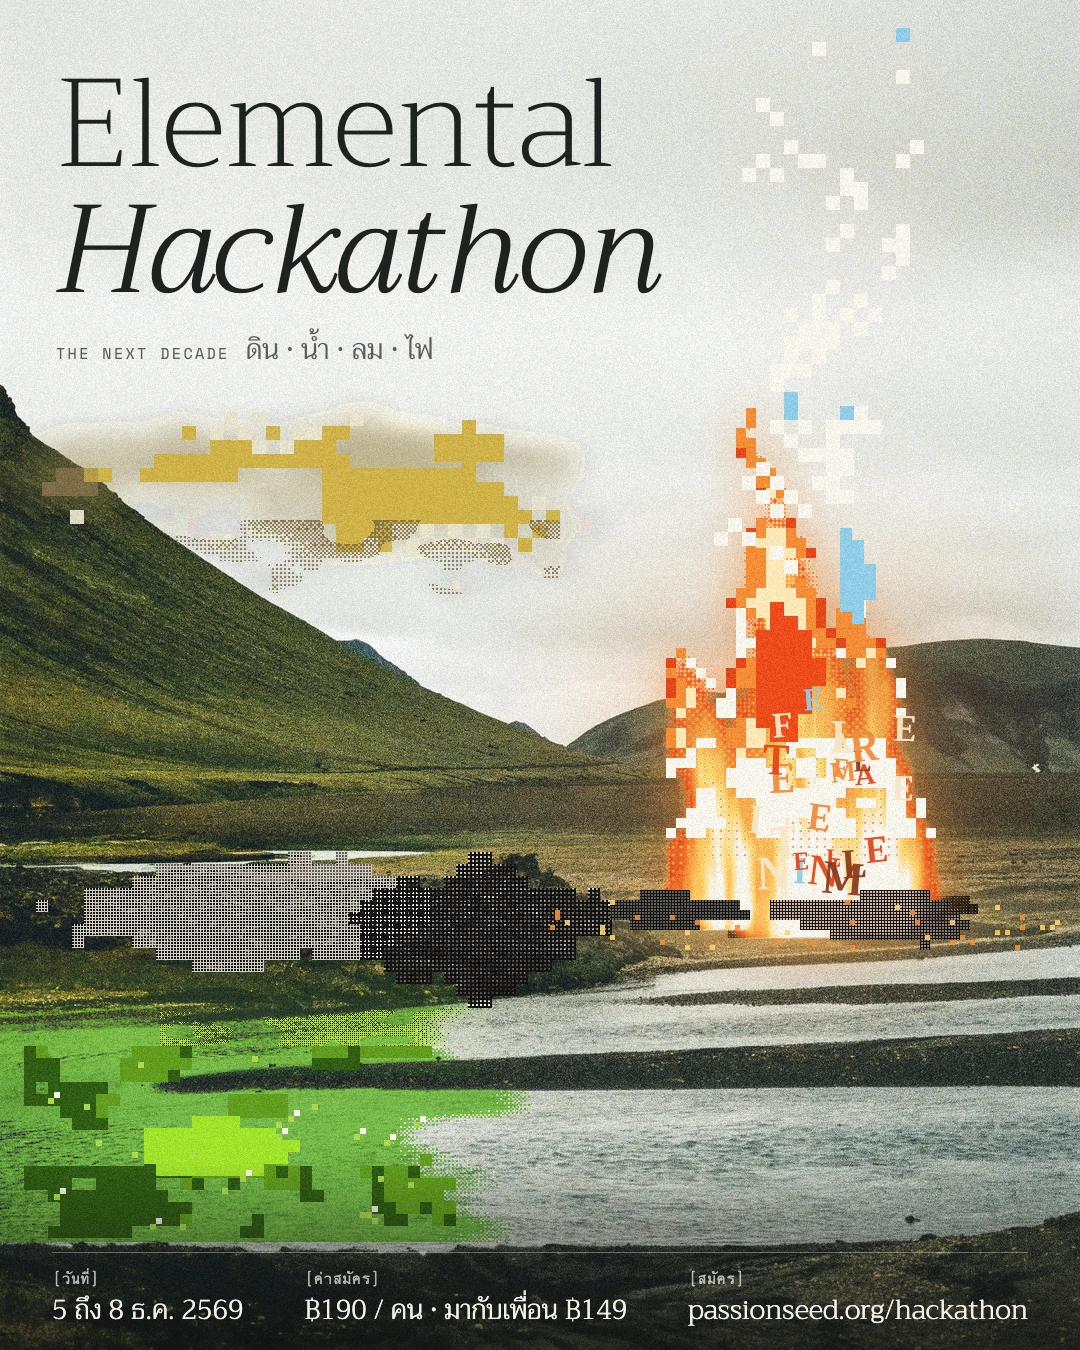 Elemental
Hackathon
THE NEXT DECADE ดิน · น้ำ · ลม · ไฟ
[วันที่]
5 ถึง 8 ธ.ค. 2569
[ค่าสมัคร]
฿190 / คน · มากับเพื่อน ฿149
[สมัคร]
passionseed.org/hackathon